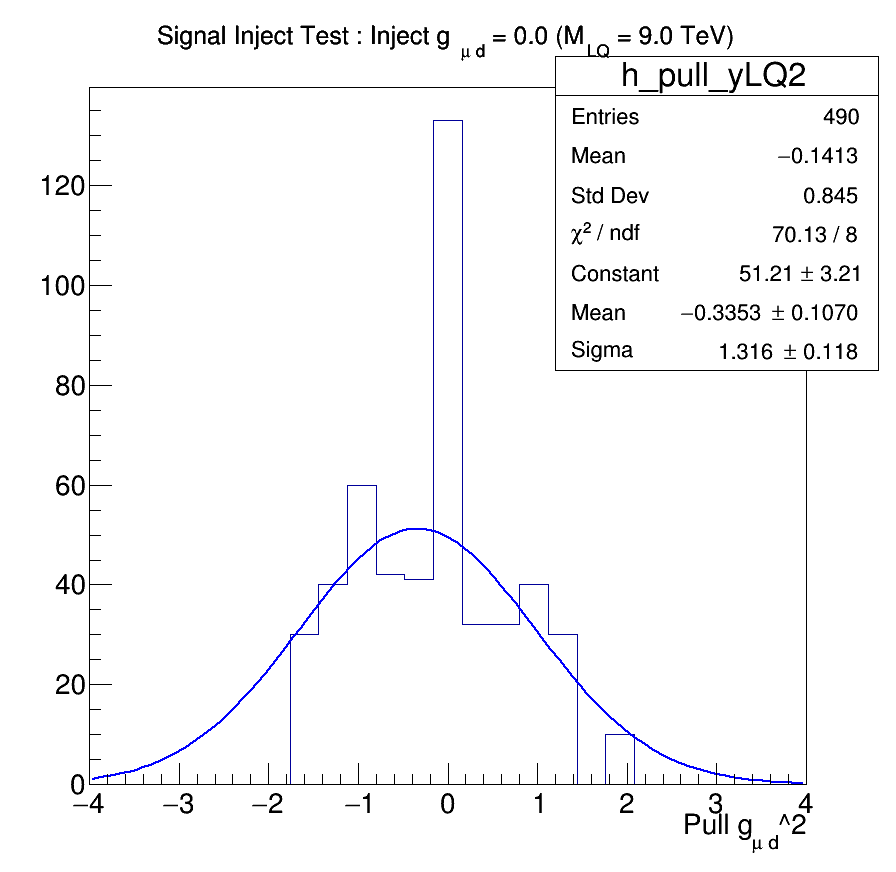 Signal Inject Test : Inject g μ d = 0.0 (M LQ = 9.0 TeV)
h_pull_yLQ2
Entries 490
Mean −0.1413
Std Dev 0.845
χ² / ndf 70.13 / 8
Constant 51.21 ± 3.21
Mean −0.3353 ± 0.1070
Sigma 1.316 ± 0.118
120
100
80
60
40
20
0
−4 −3 −2 −1 0 1 2 3 4
Pull g μ d^2